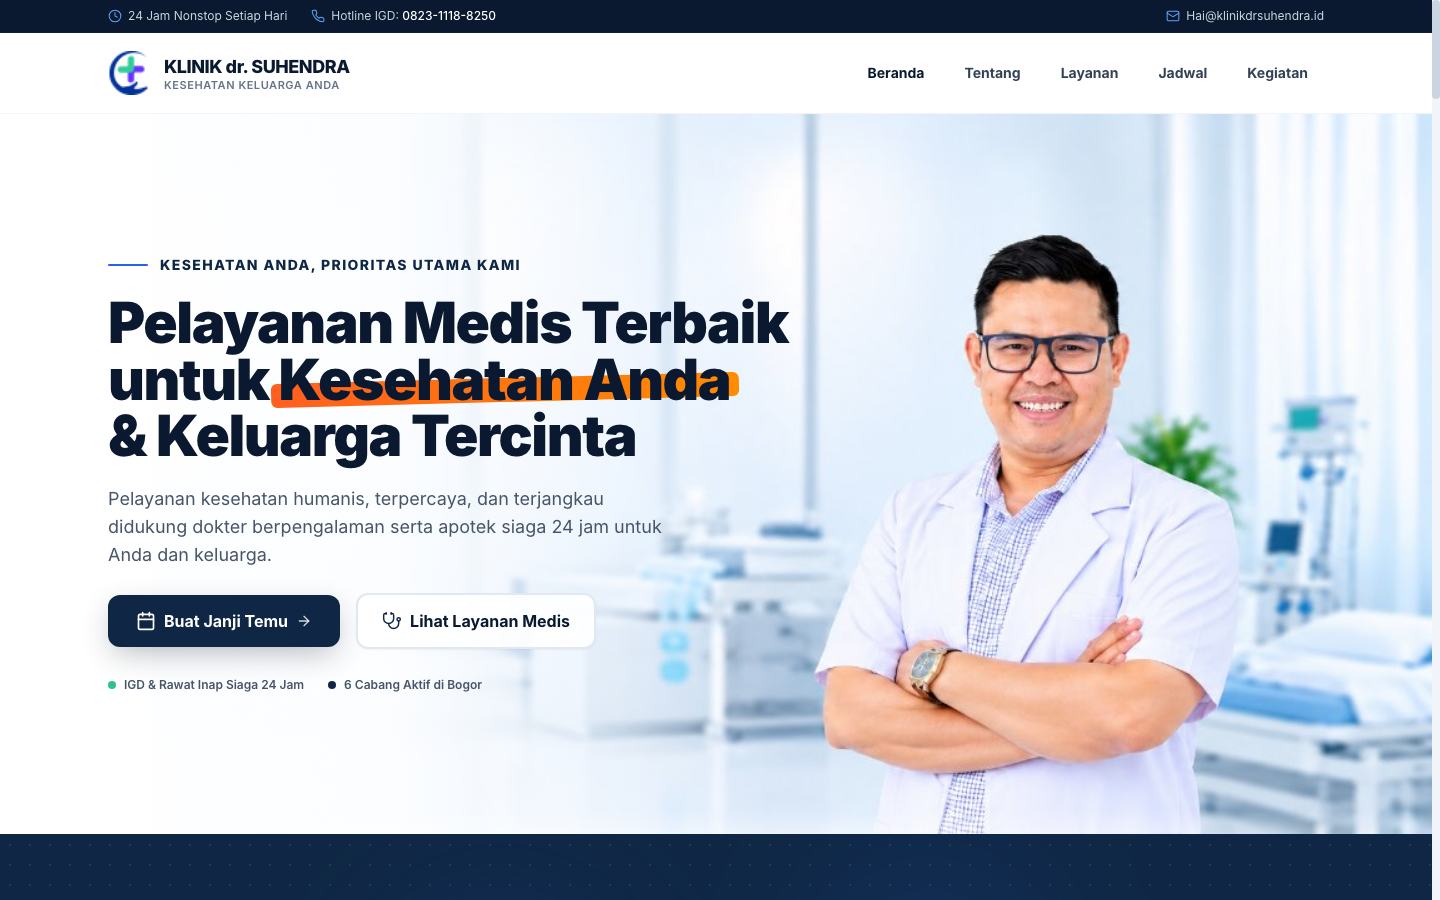 24 Jam Nonstop Setiap Hari
Hotline IGD: 0823-1118-8250
Hai@klinikdrsuhendra.id
KLINIK dr. SUHENDRA
KESEHATAN KELUARGA ANDA
Beranda
Tentang
Layanan
Jadwal
Kegiatan
KESEHATAN ANDA, PRIORITAS UTAMA KAMI
Pelayanan Medis Terbaik
untuk Kesehatan Anda
& Keluarga Tercinta
Pelayanan kesehatan humanis, terpercaya, dan terjangkau
didukung dokter berpengalaman serta apotek siaga 24 jam untuk
Anda dan keluarga.
Buat Janji Temu
Lihat Layanan Medis
IGD & Rawat Inap Siaga 24 Jam
6 Cabang Aktif di Bogor